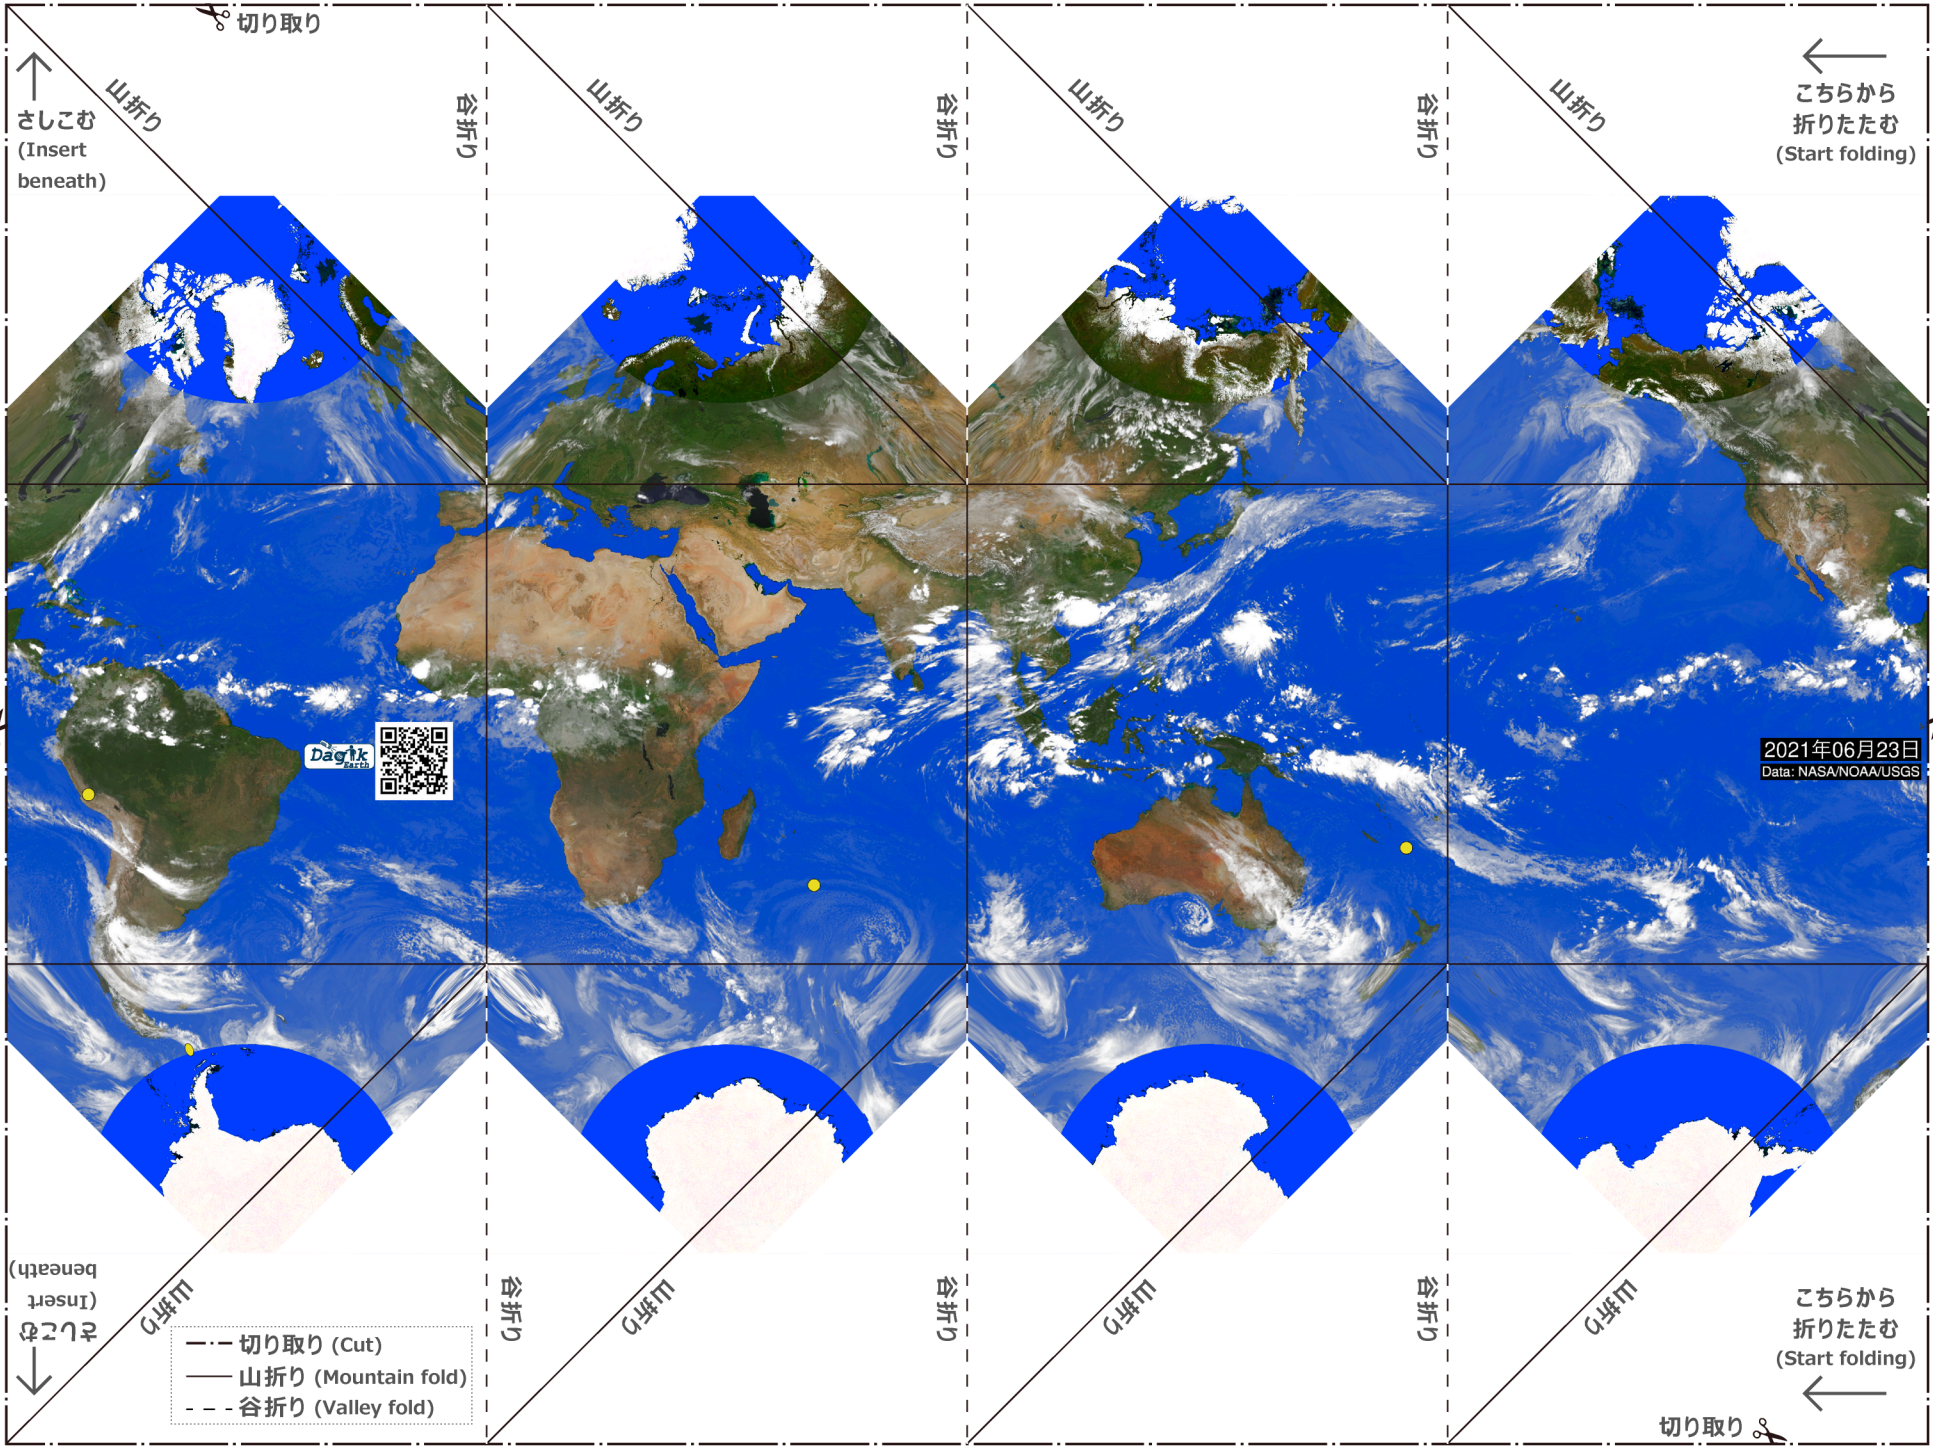 切り取り
山折り
谷折り
山折り
谷折り
山折り
谷折り
山折り
さしこむ
(Insert
beneath)
こちらから
折りたたむ
(Start folding)
Dagik
Earth
2021年06月23日
Data: NASA/NOAA/USGS
さしこむ
(Insert
beneath)
山折り
谷折り
山折り
谷折り
山折り
谷折り
山折り
こちらから
折りたたむ
(Start folding)
切り取り (Cut)
山折り (Mountain fold)
谷折り (Valley fold)
切り取り